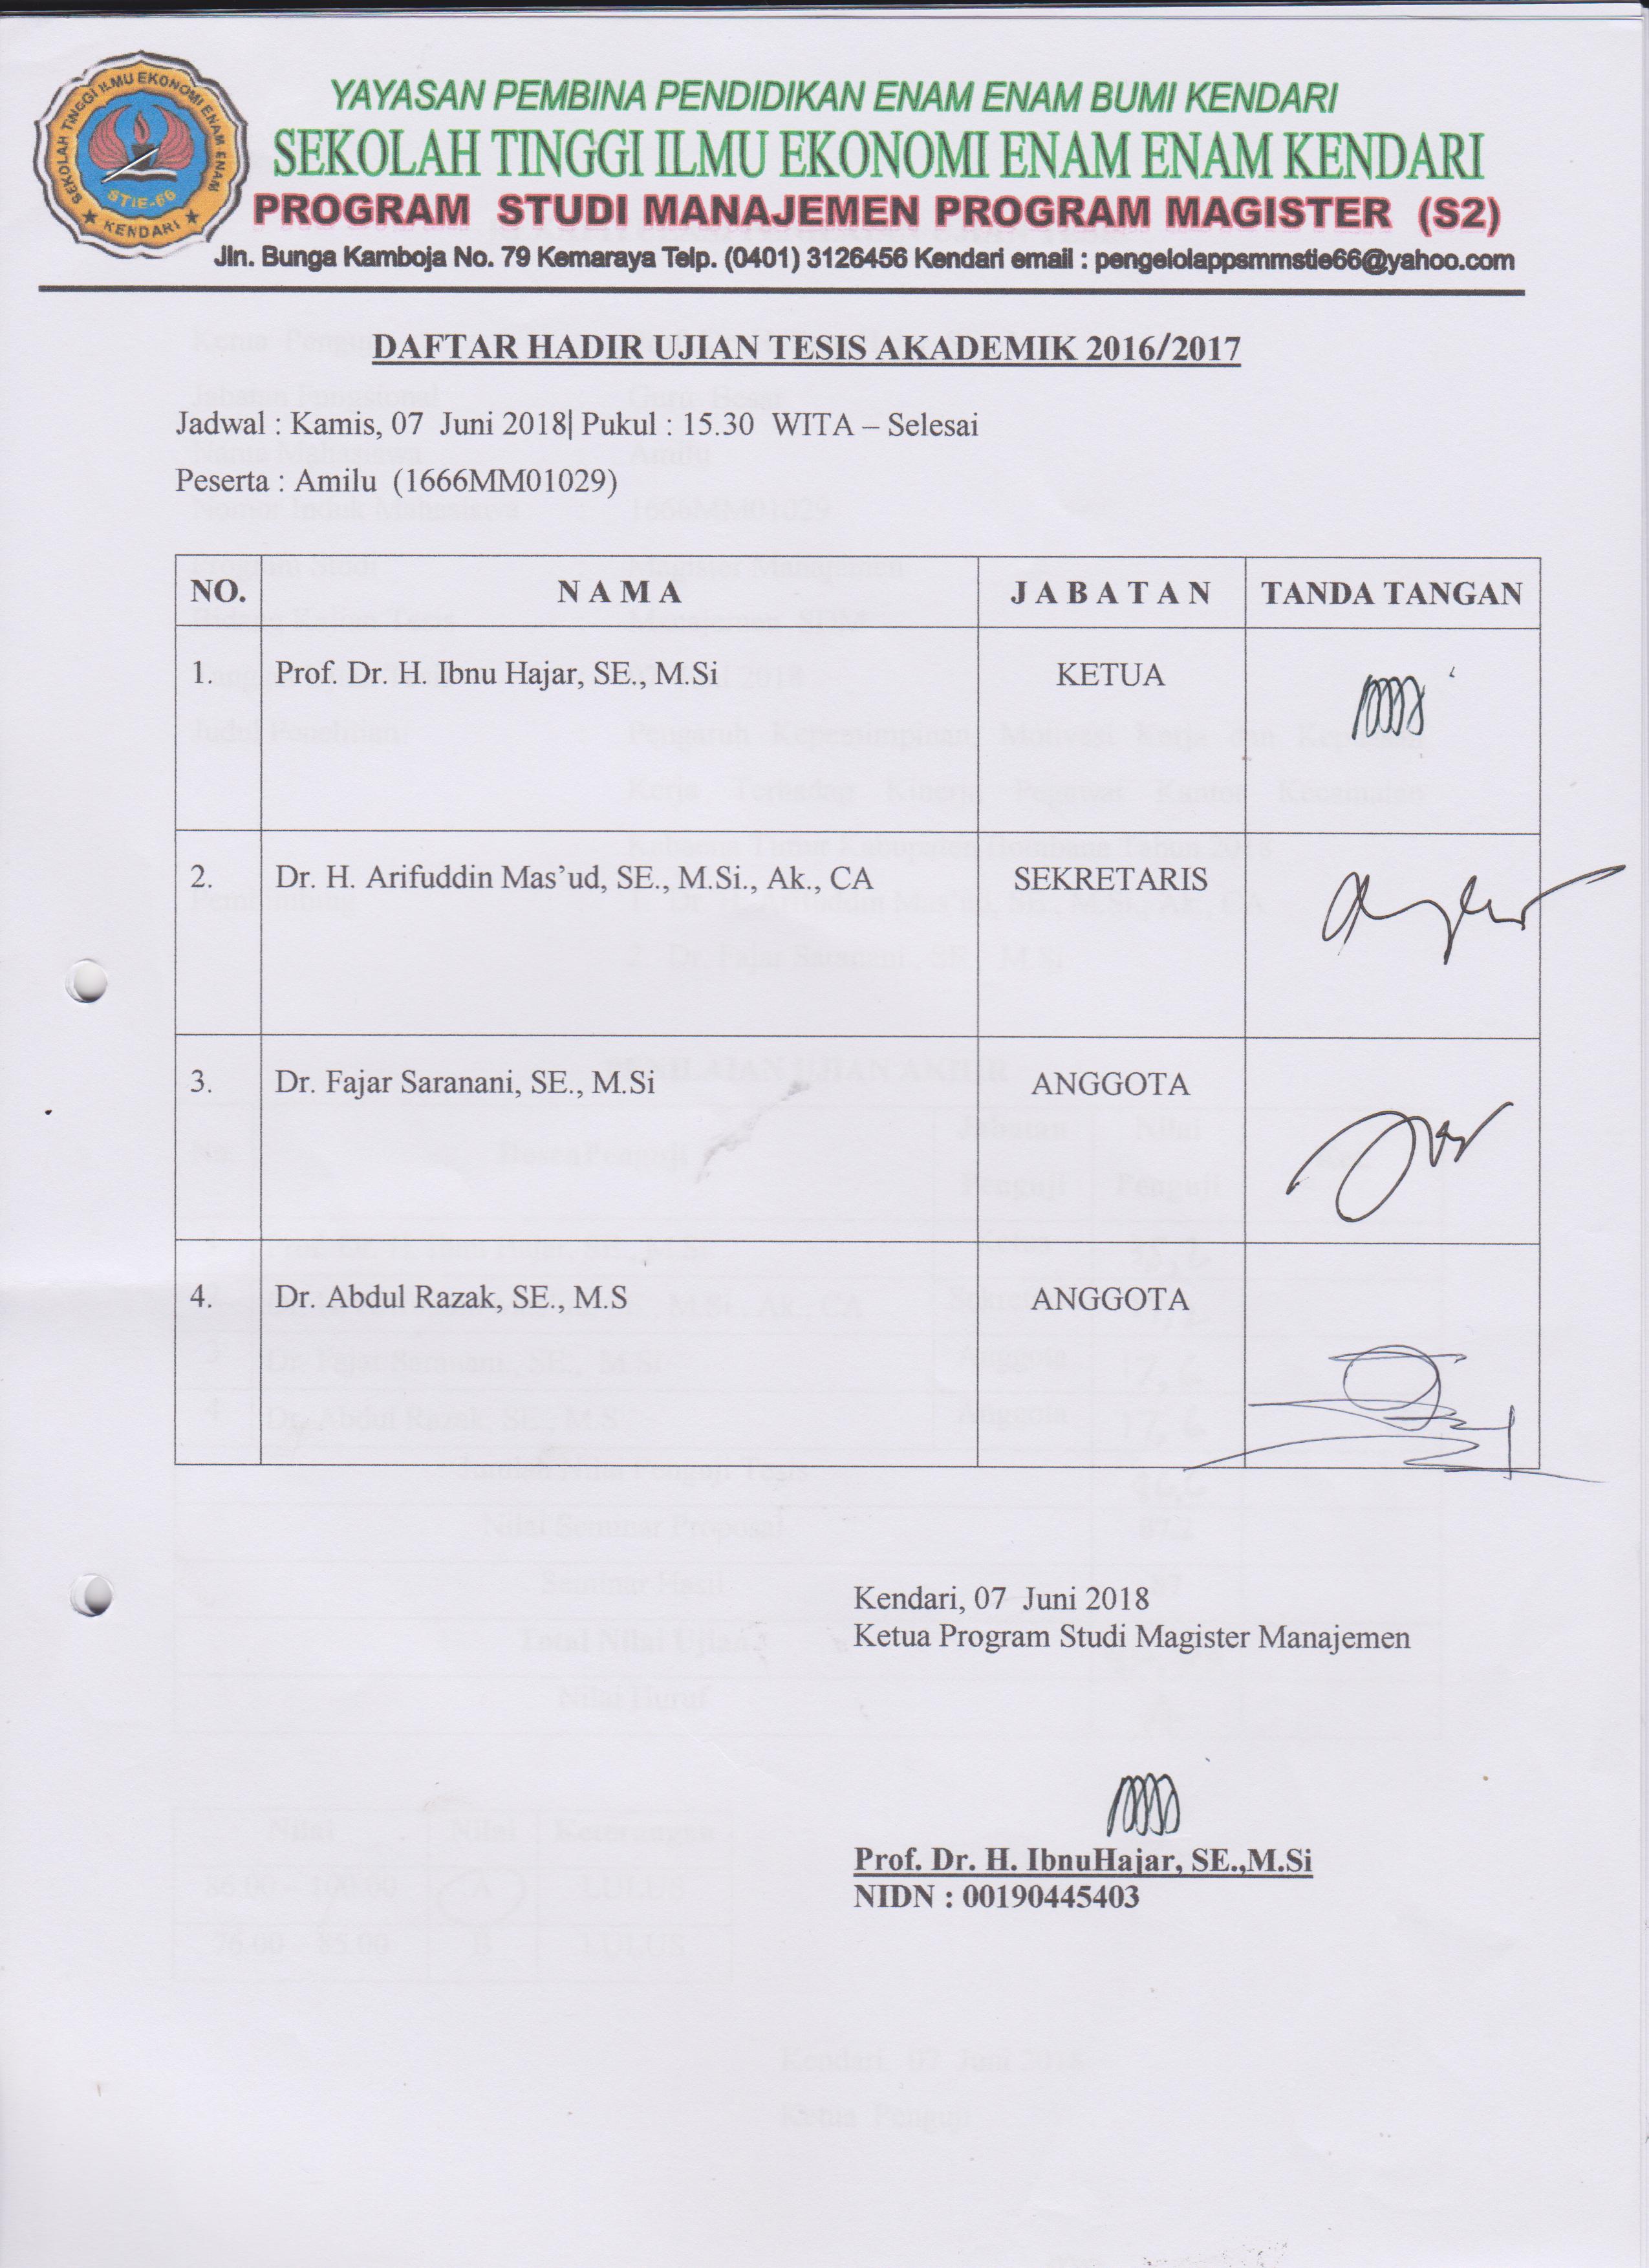 SEKOLAH TINGGI ILMU EKONOMI ENAM ENAM
STIE-66
KENDARI
YAYASAN PEMBINA PENDIDIKAN ENAM ENAM BUMI KENDARI
SEKOLAH TINGGI ILMU EKONOMI ENAM ENAM KENDARI
PROGRAM STUDI MANAJEMEN PROGRAM MAGISTER (S2)
Jln. Bunga Kamboja No. 79 Kemaraya Telp. (0401) 3126456 Kendari email : pengelolappsmmstie66@yahoo.com
DAFTAR HADIR UJIAN TESIS AKADEMIK 2016/2017
Jadwal : Kamis, 07 Juni 2018| Pukul : 15.30 WITA – Selesai
Peserta : Amilu (1666MM01029)
NO. N A M A J A B A T A N TANDA TANGAN
1. Prof. Dr. H. Ibnu Hajar, SE., M.Si KETUA
2. Dr. H. Arifuddin Mas’ud, SE., M.Si., Ak., CA SEKRETARIS
3. Dr. Fajar Saranani, SE., M.Si ANGGOTA
4. Dr. Abdul Razak, SE., M.S ANGGOTA
Kendari, 07 Juni 2018
Ketua Program Studi Magister Manajemen
Prof. Dr. H. IbnuHajar, SE.,M.Si
NIDN : 00190445403